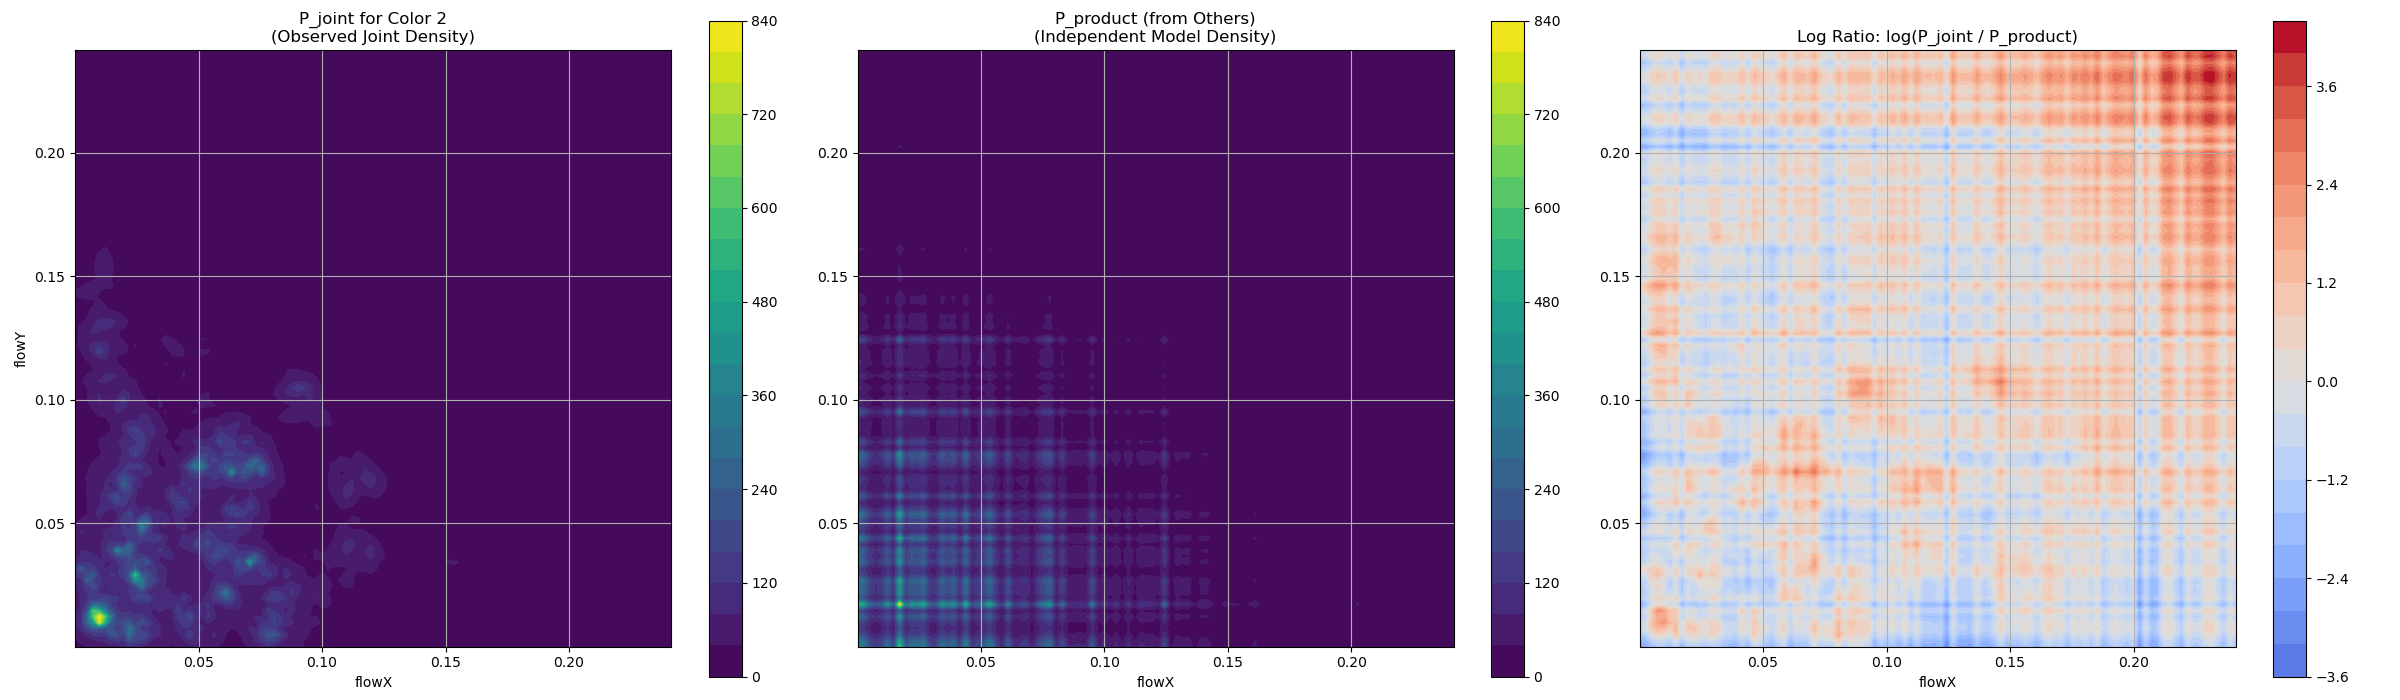 P_joint for Color 2
(Observed Joint Density)
flowY
0.20
0.15
0.10
0.05
0.05 0.10 0.15 0.20
flowX
840
720
600
480
360
240
120
0
P_product (from Others)
(Independent Model Density)
0.20
0.15
0.10
0.05
0.05 0.10 0.15 0.20
flowX
840
720
600
480
360
240
120
0
Log Ratio: log(P_joint / P_product)
0.20
0.15
0.10
0.05
0.05 0.10 0.15 0.20
flowX
3.6
2.4
1.2
0.0
−1.2
−2.4
−3.6